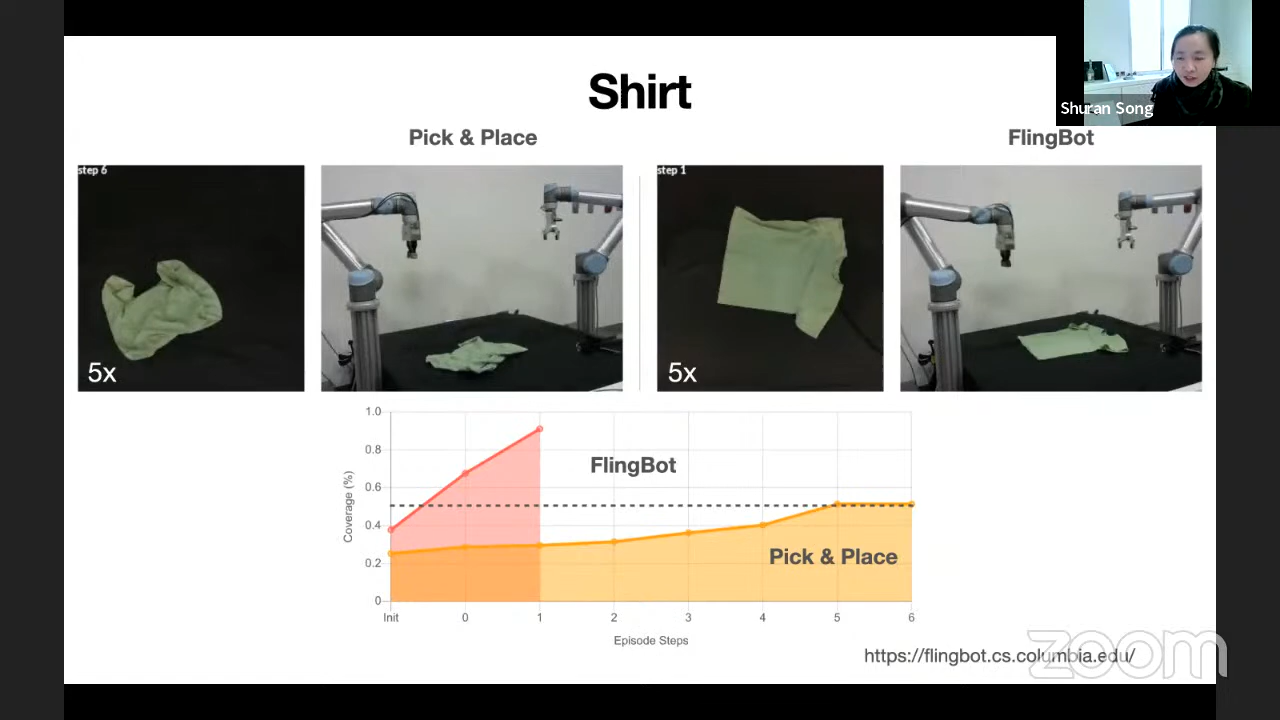 Shuran Song
Shirt
Pick & Place
FlingBot
step 6
5x
step 1
5x
1.0
0.8
0.6
0.4
0.2
0
Coverage (%)
FlingBot
Pick & Place
Init 0 1 2 3 4 5 6
Episode Steps
https://flingbot.cs.columbia.edu/
zoom